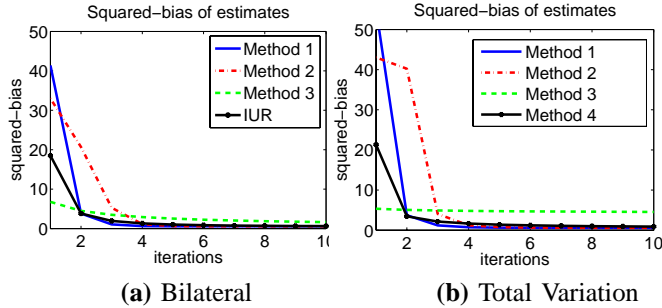 Squared-bias of estimates
50
40
30
20
10
0
squared-bias
2
4
6
8
10
iterations
Method 1
Method 2
Method 3
IUR
(a) Bilateral
Squared-bias of estimates
50
40
30
20
10
0
squared-bias
2
4
6
8
10
iterations
Method 1
Method 2
Method 3
Method 4
(b) Total Variation